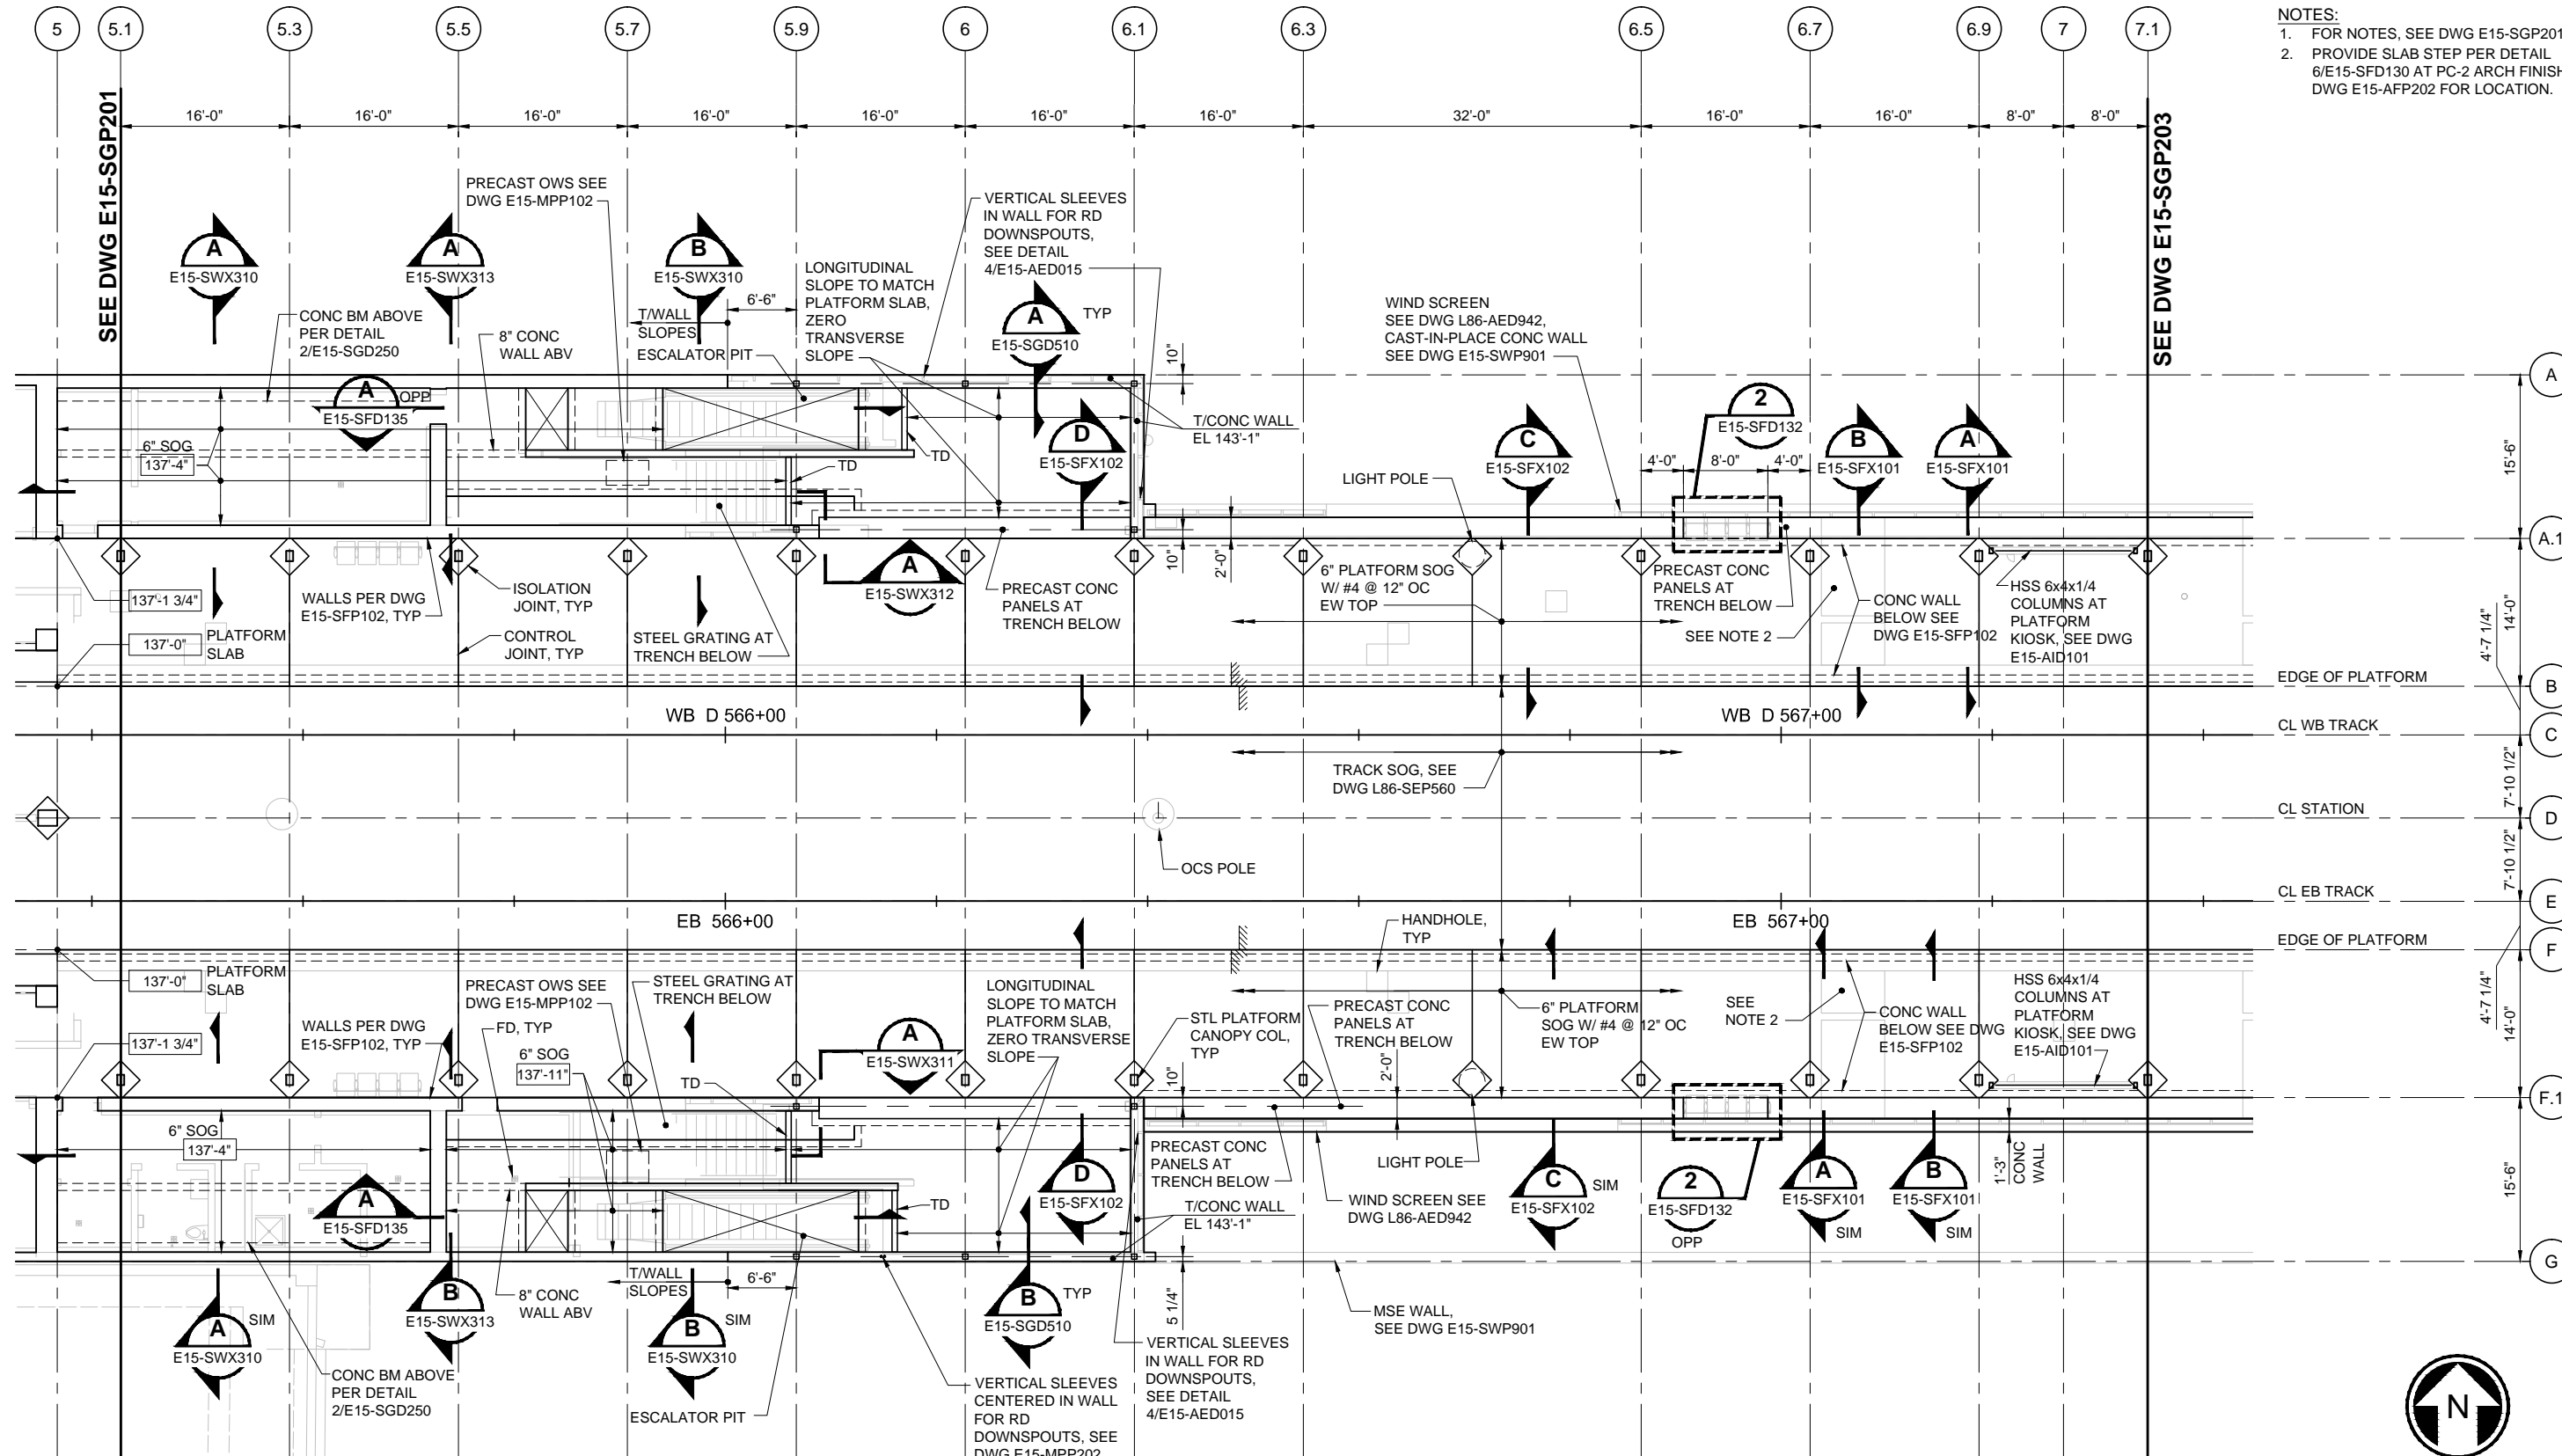 5
5.1
5.3
5.5
5.7
5.9
6
6.1
6.3
6.5
6.7
6.9
7
7.1
NOTES:
1. FOR NOTES, SEE DWG E15-SGP201
2. PROVIDE SLAB STEP PER DETAIL
6/E15-SFD130 AT PC-2 ARCH FINISH
DWG E15-AFP202 FOR LOCATION.
SEE DWG E15-SGP201
16'-0"
16'-0"
16'-0"
16'-0"
16'-0"
16'-0"
16'-0"
32'-0"
16'-0"
16'-0"
8'-0"
8'-0"
SEE DWG E15-SGP203
PRECAST OWS SEE
DWG E15-MPP102
VERTICAL SLEEVES
IN WALL FOR RD
DOWNSPOUTS,
SEE DETAIL
4/E15-AED015
A
E15-SWX310
A
E15-SWX313
B
E15-SWX310
LONGITUDINAL
SLOPE TO MATCH
PLATFORM SLAB,
ZERO
TRANSVERSE
SLOPE
6'-6"
T/WALL
SLOPES
A
TYP
E15-SGD510
CONC BM ABOVE
PER DETAIL
2/E15-SGD250
8" CONC
WALL ABV
ESCALATOR PIT
10"
WIND SCREEN
SEE DWG L86-AED942,
CAST-IN-PLACE CONC WALL
SEE DWG E15-SWP901
A
OPP
E15-SFD135
6" SOG
137'-4"
TD
TD
D
E15-SFX102
T/CONC WALL
EL 143'-1"
LIGHT POLE
C
E15-SFX102
2
E15-SFD132
4'-0"
8'-0"
4'-0"
B
E15-SFX101
A
E15-SFX101
A
15'-6"
A.1
137'-1 3/4"
137'-0"
PLATFORM
SLAB
WALLS PER DWG
E15-SFP102, TYP
ISOLATION
JOINT, TYP
CONTROL
JOINT, TYP
STEEL GRATING AT
TRENCH BELOW
A
E15-SWX312
PRECAST CONC
PANELS AT
TRENCH BELOW
10"
2'-0"
6" PLATFORM SOG
W/ #4 @ 12" OC
EW TOP
PRECAST CONC
PANELS AT
TRENCH BELOW
SEE NOTE 2
CONC WALL
BELOW SEE
DWG E15-SFP102
HSS 6x4x1/4
COLUMNS AT
PLATFORM
KIOSK, SEE DWG
E15-AID101
4'-7 1/4"
14'-0"
EDGE OF PLATFORM
B
WB D 566+00
WB D 567+00
CL WB TRACK
C
TRACK SOG, SEE
DWG L86-SEP560
7'-10 1/2"
CL STATION
D
OCS POLE
7'-10 1/2"
CL EB TRACK
E
EB 566+00
EB 567+00
HANDHOLE,
TYP
EDGE OF PLATFORM
F
137'-0"
PLATFORM
SLAB
137'-1 3/4"
WALLS PER DWG
E15-SFP102, TYP
PRECAST OWS SEE
DWG E15-MPP102
FD, TYP
6" SOG
137'-11"
STEEL GRATING AT
TRENCH BELOW
TD
A
E15-SWX311
LONGITUDINAL
SLOPE TO MATCH
PLATFORM SLAB,
ZERO TRANSVERSE
SLOPE
STL PLATFORM
CANOPY COL,
TYP
10"
PRECAST CONC
PANELS AT
TRENCH BELOW
2'-0"
6" PLATFORM
SOG W/ #4 @ 12" OC
EW TOP
SEE
NOTE 2
CONC WALL
BELOW SEE DWG
E15-SFP102
HSS 6x4x1/4
COLUMNS AT
PLATFORM
KIOSK, SEE DWG
E15-AID101
4'-7 1/4"
14'-0"
F.1
6" SOG
137'-4"
A
E15-SFD135
TD
D
E15-SFX102
PRECAST CONC
PANELS AT
TRENCH BELOW
T/CONC WALL
EL 143'-1"
LIGHT POLE
WIND SCREEN SEE
DWG L86-AED942
C
SIM
E15-SFX102
2
E15-SFD132
OPP
A
E15-SFX101
SIM
B
E15-SFX101
SIM
1'-3"
CONC
WALL
15'-6"
G
A
SIM
E15-SWX310
B
E15-SWX313
8" CONC
WALL ABV
T/WALL
SLOPES
6'-6"
B
SIM
E15-SWX310
B
TYP
E15-SGD510
5 1/4"
MSE WALL,
SEE DWG E15-SWP901
CONC BM ABOVE
PER DETAIL
2/E15-SGD250
ESCALATOR PIT
VERTICAL SLEEVES
CENTERED IN WALL
FOR RD
DOWNSPOUTS, SEE
DWG E15-MPP202
VERTICAL SLEEVES
IN WALL FOR RD
DOWNSPOUTS,
SEE DETAIL
4/E15-AED015
N